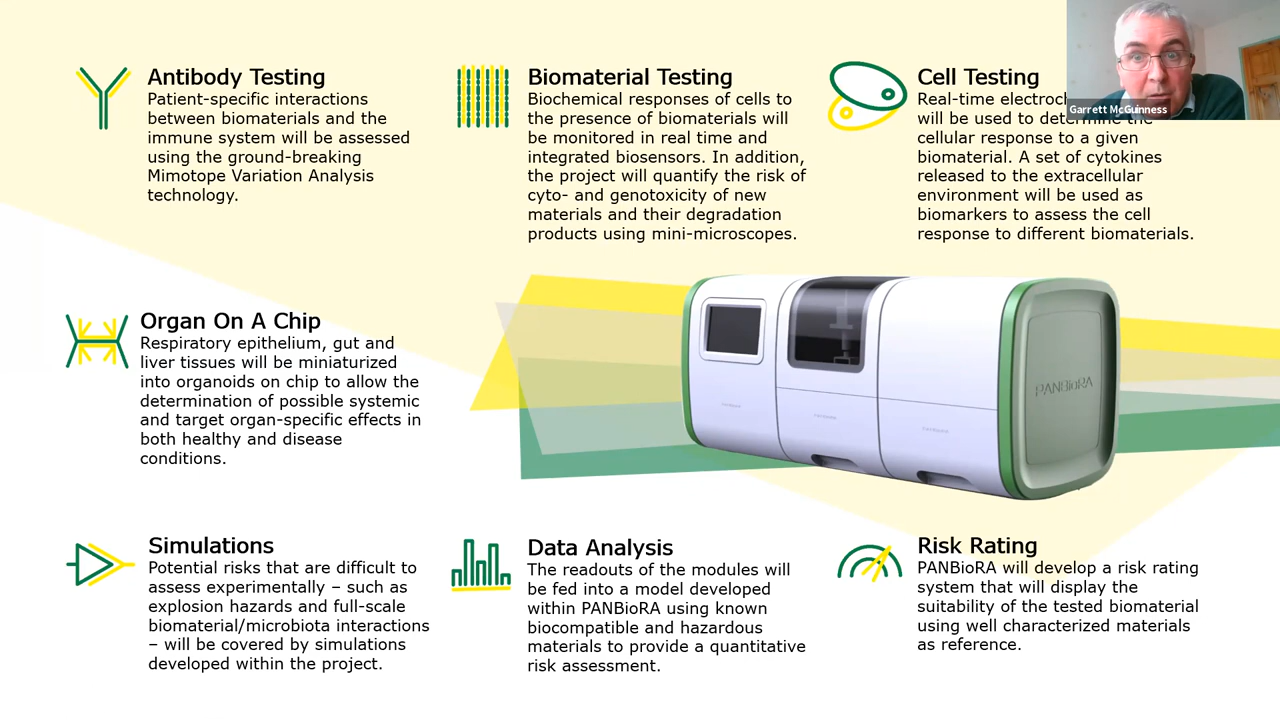 Antibody Testing
Patient-specific interactions
between biomaterials and the
immune system will be assessed
using the ground-breaking
Mimotope Variation Analysis
technology.
Biomaterial Testing
Biochemical responses of cells to
the presence of biomaterials will
be monitored in real time and
integrated biosensors. In addition,
the project will quantify the risk of
cyto- and genotoxicity of new
materials and their degradation
products using mini-microscopes.
Cell Testing
Real-time
will be used to determine the
cellular response to a given
biomaterial. A set of cytokines
released to the extracellular
environment will be used as
biomarkers to assess the cell
response to different biomaterials.
Garrett McGuinness
Organ On A Chip
Respiratory epithelium, gut and
liver tissues will be miniaturized
into organoids on chip to allow the
determination of possible systemic
and target organ-specific effects in
both healthy and disease
conditions.
PANBioRA
Simulations
Potential risks that are difficult to
assess experimentally – such as
explosion hazards and full-scale
biomaterial/microbiota interactions
– will be covered by simulations
developed within the project.
Data Analysis
The readouts of the modules will
be fed into a model developed
within PANBioRA using known
biocompatible and hazardous
materials to provide a quantitative
risk assessment.
Risk Rating
PANBioRA will develop a risk rating
system that will display the
suitability of the tested biomaterial
using well characterized materials
as reference.